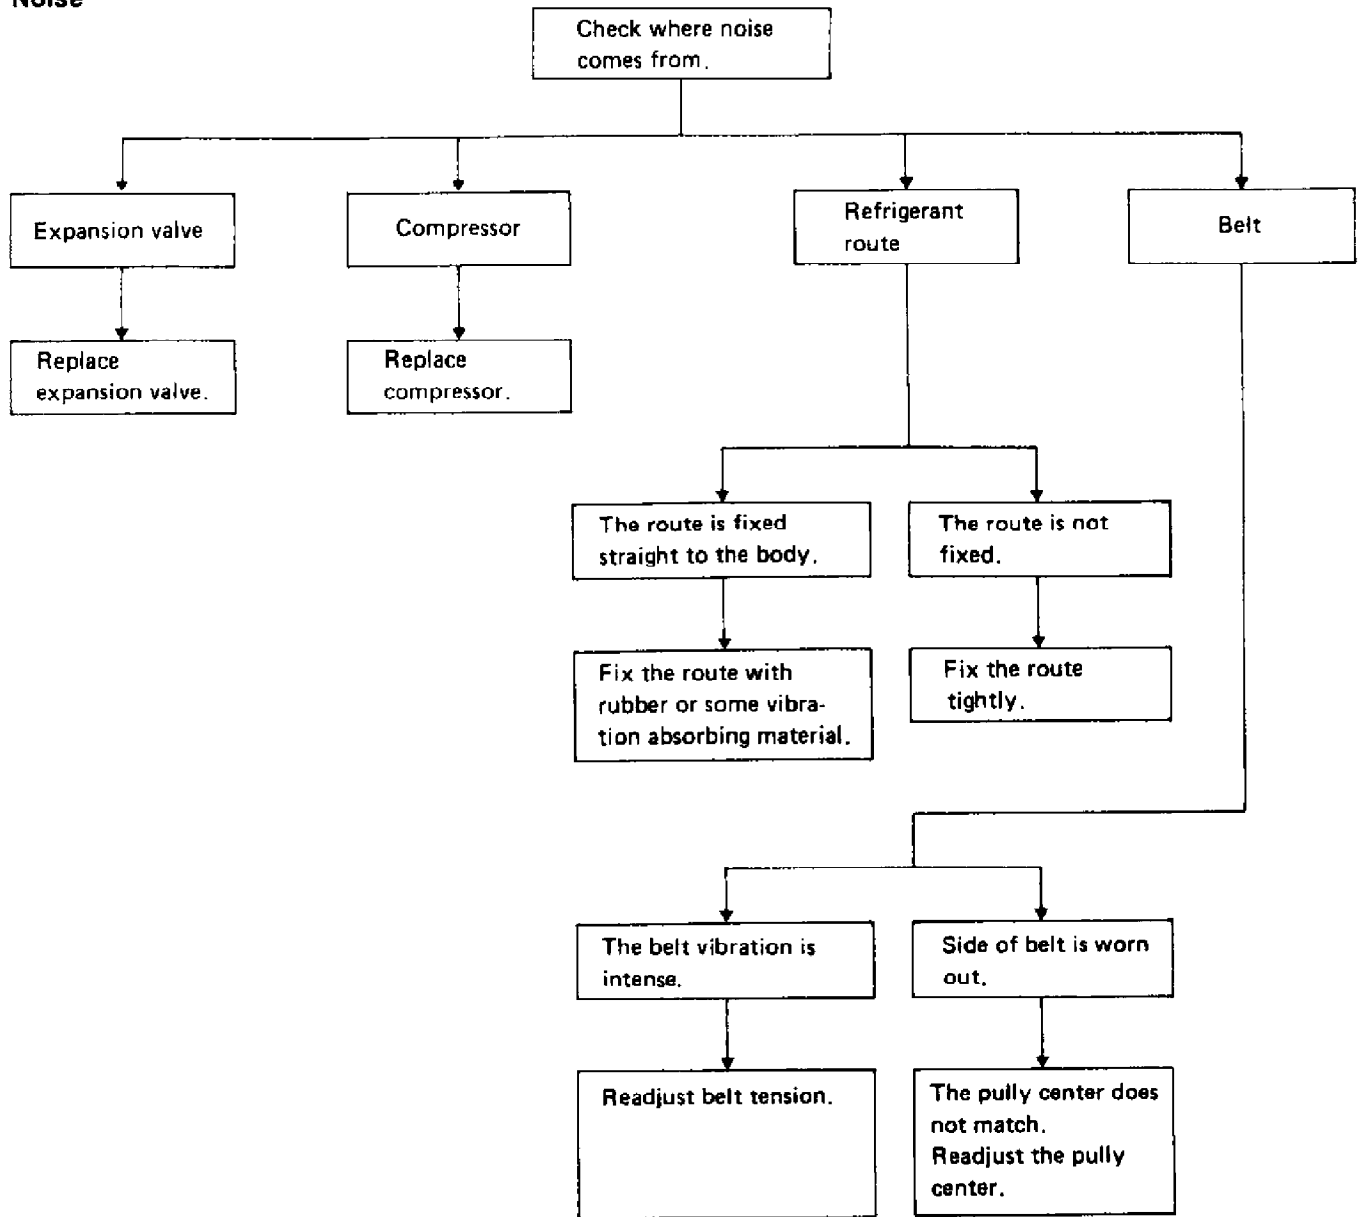 Noise
Check where noise
comes from.
Expansion valve
Compressor
Refrigerant
route
Belt
Replace
expansion valve.
Replace
compressor.
The route is fixed
straight to the body.
The route is not
fixed.
Fix the route with
rubber or some vibra-
tion absorbing material.
Fix the route
tightly.
The belt vibration is
intense.
Side of belt is worn
out.
Readjust belt tension.
The pully center does
not match.
Readjust the pully
center.